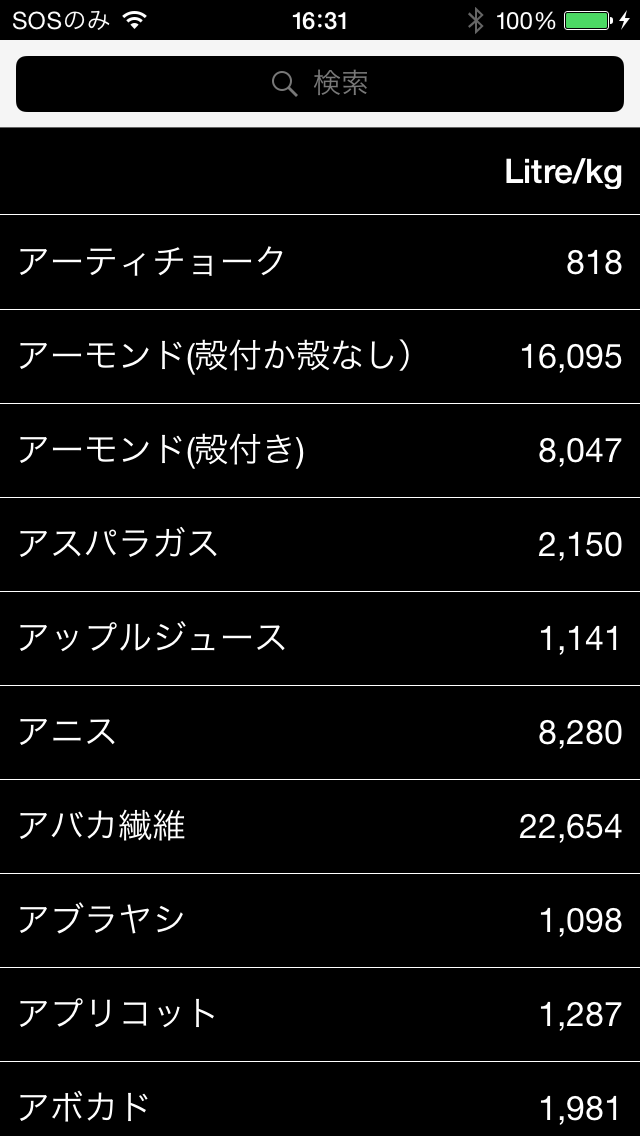 SOSのみ 16:31 100%
検索
Litre/kg
アーティチョーク 818
アーモンド(殻付か殻なし） 16,095
アーモンド(殻付き) 8,047
アスパラガス 2,150
アップルジュース 1,141
アニス 8,280
アバカ繊維 22,654
アブラヤシ 1,098
アプリコット 1,287
アボカド 1,981